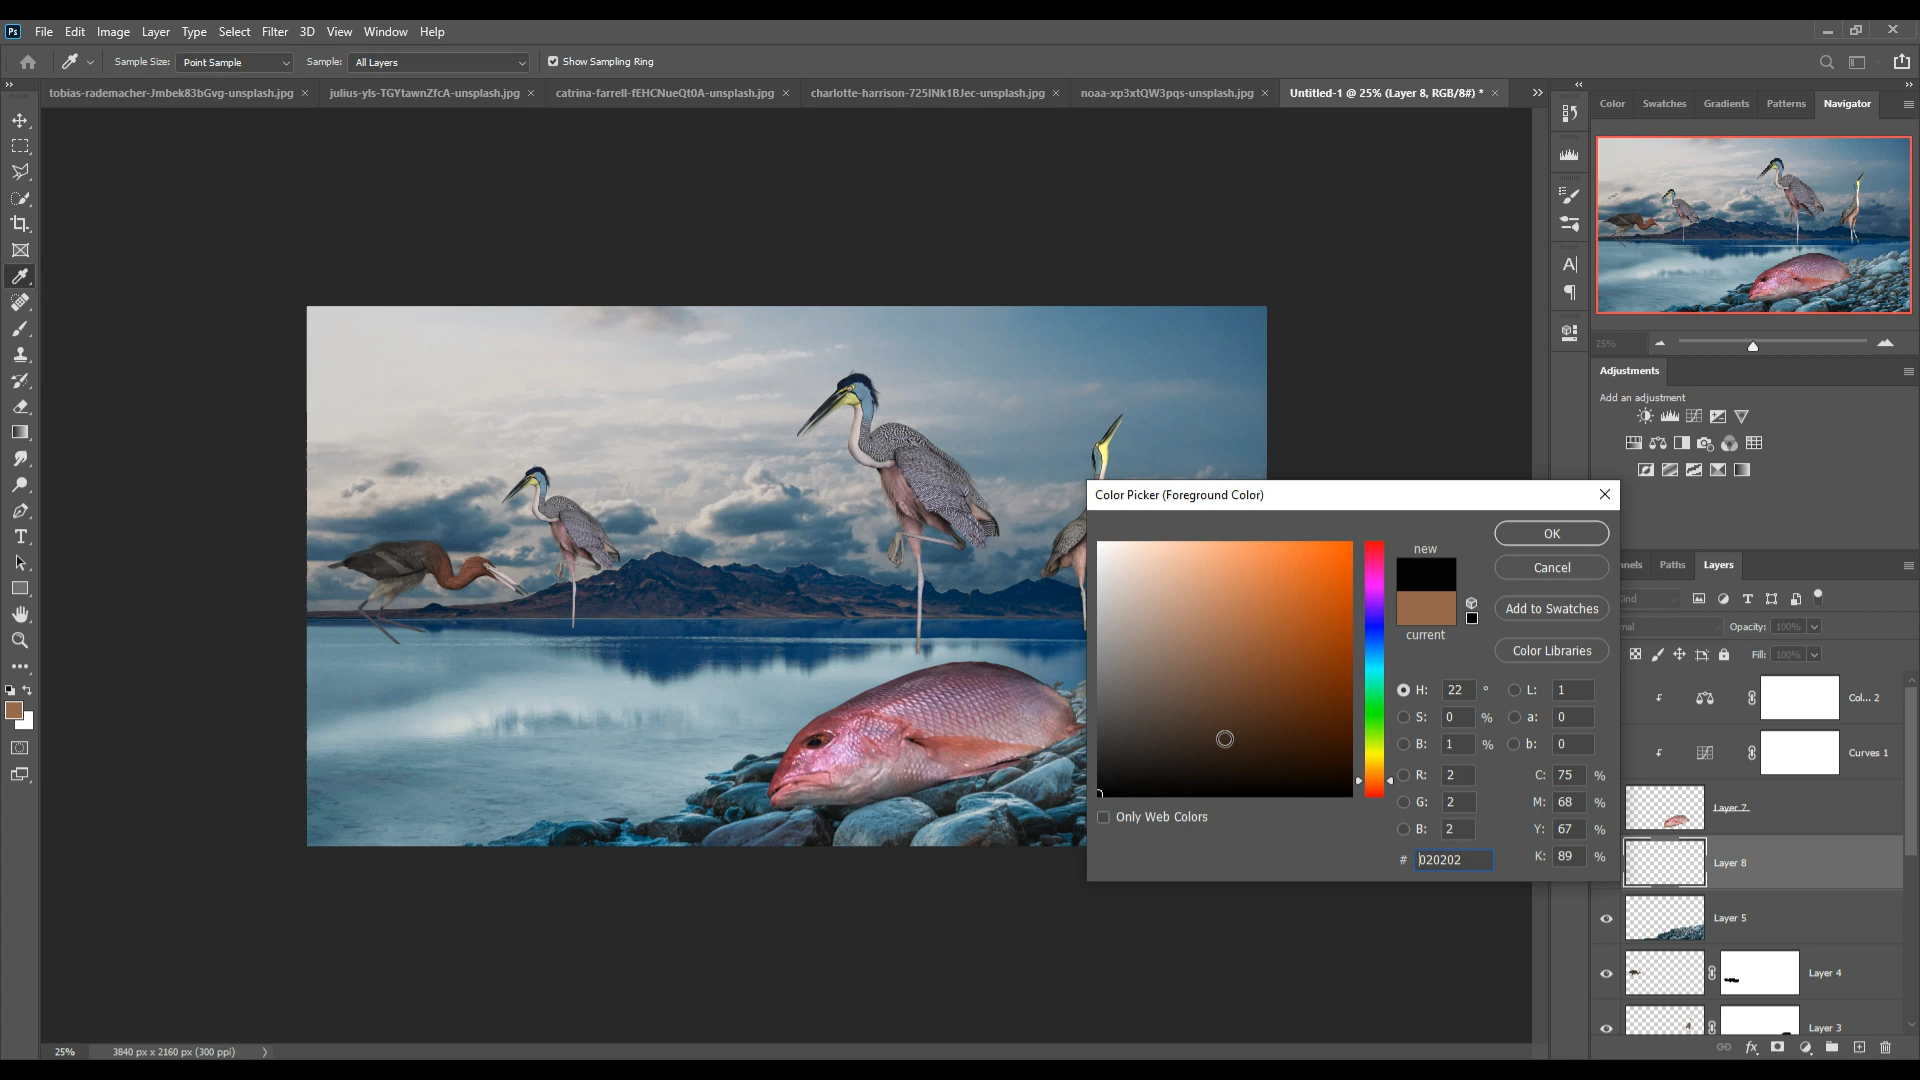 Ps File Edit Image Layer Type Select Filter 3D View Window Help
Sample Size: Point Sample Sample: All Layers Show Sampling Ring
tobias-rademacher-Jmbek83bGvg-unsplash.jpg julius-yls-TGYtawnZfcA-unsplash.jpg catrina-farrell-fEHCNueQt0A-unsplash.jpg charlotte-harrison-725INk1BJec-unsplash.jpg noaa-xp3xtQW3pqs-unsplash.jpg Untitled-1 @ 25% (Layer 8, RGB/8#) *
Color Swatches Gradients Patterns Navigator
25%
Adjustments
Add an adjustment
Color Picker (Foreground Color)
new
current
OK
Cancel
Add to Swatches
Color Libraries
H: 22 ° L: 1
S: 0 % a: 0
B: 1 % b: 0
R: 2 C: 75 %
G: 2 M: 68 %
B: 2 Y: 67 %
# 020202 K: 89 %
Only Web Colors
nnels Paths Layers
ind
mal Opacity: 100%
Fill: 100%
Col... 2
Curves 1
Layer 7
Layer 8
Layer 5
Layer 4
Layer 3
fx
25% 3840 px x 2160 px (300 ppi)